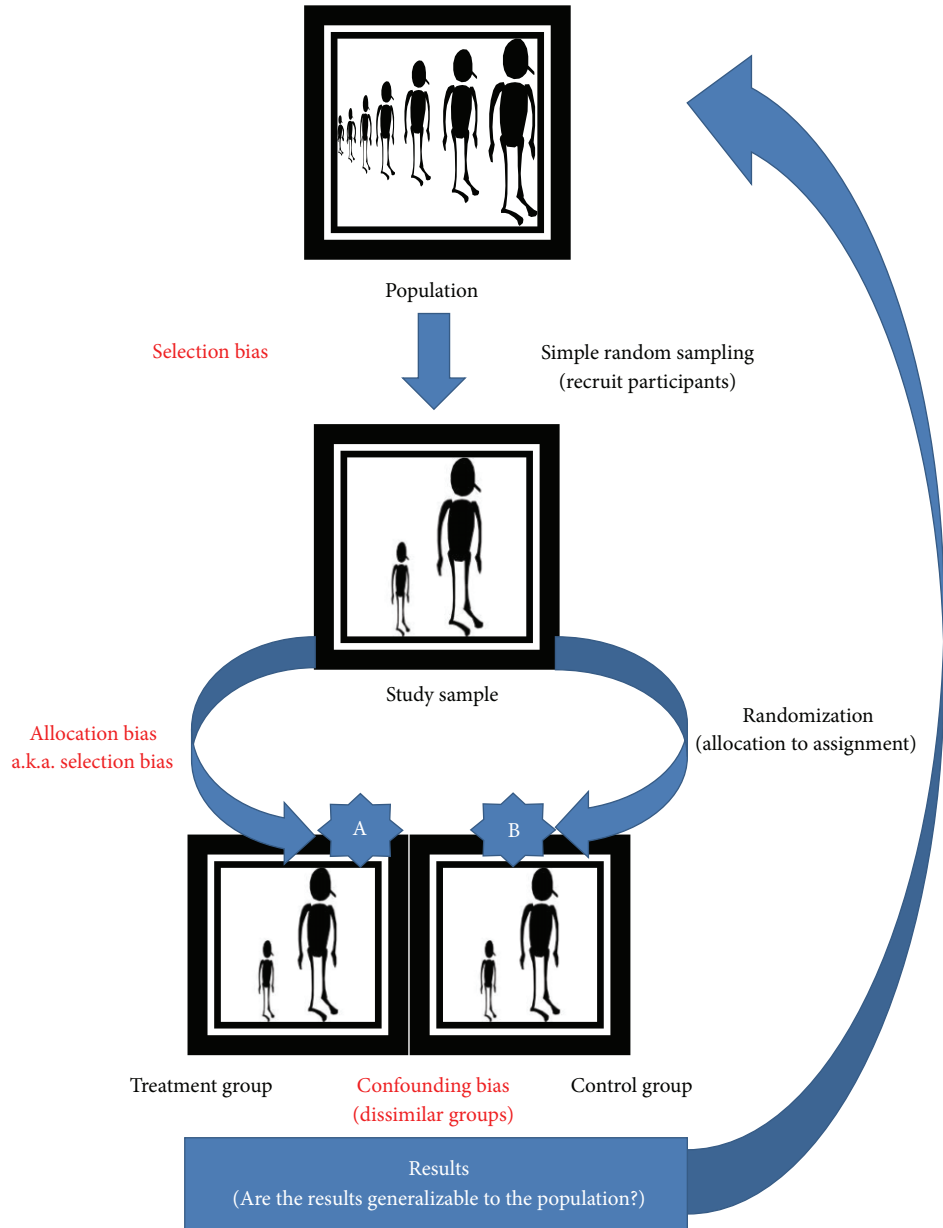 Population
Selection bias
Simple random sampling
(recruit participants)
Study sample
Allocation bias
a.k.a. selection bias
Randomization
(allocation to assignment)
A
B
Treatment group
Confounding bias
(dissimilar groups)
Control group
Results
(Are the results generalizable to the population?)